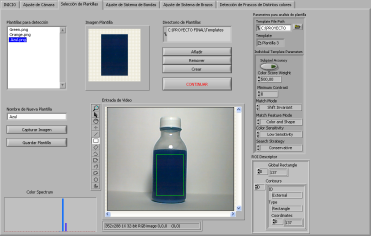 INICIO
Ajuste de Cámara
Selección de Plantillas
Ajuste de Sistema de Bandas
Ajuste de Sistema de Brazos
Detección de Frascos de Distintos colores
Plantillas para detección
Green.png
Orange.png
Imagen Plantilla
Directorio de Plantillas
C:\PROYECTO FINAL\Templates
Añadir
Remover
Crear
CONTINUAR
Nombre de Nueva Plantilla
Azul
Capturar Imagen
Guardar Plantilla
Color Spectrum
Entrada de Video
Parametros para analisis de plantilla
Template File Path
C:\PROYECTO
Template
Plantilla 3
Individual Template Parameters
Color Score Weight
500,00
Minimum Contrast
0
Match Mode
Shift Invariant
Match Feature Mode
Color and Shape
Color Sensitivity
Low Sensitivity
Search Strategy
Conservative
ROI Descriptor
Global Rectangle
137
Contours
ID
External
Type
Rectangle
Coordinates
137